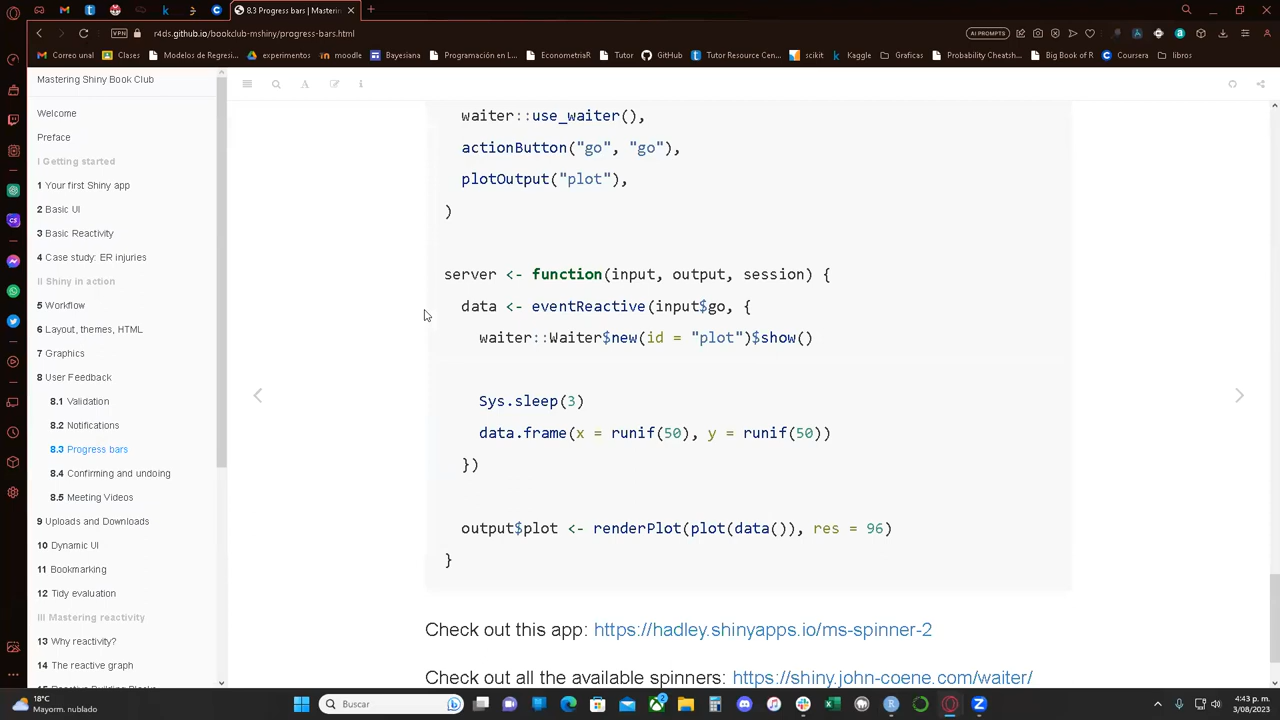 8.3 Progress bars | Mastering
r4ds.github.io/bookclub-mshiny/progress-bars.html
VPN
AI PROMPTS
Correo unal
Clases
Modelos de Regresi...
experimentos
moodle
Bayesiana
Programación en L...
EconometriaR
Tutor
GitHub
Tutor Resource Cen...
scikit
Kaggle
Graficas
Probability Cheatsh...
Big Book of R
Coursera
libros
Mastering Shiny Book Club
Welcome
Preface
I Getting started
1 Your first Shiny app
2 Basic UI
3 Basic Reactivity
4 Case study: ER injuries
II Shiny in action
5 Workflow
6 Layout, themes, HTML
7 Graphics
8 User Feedback
8.1 Validation
8.2 Notifications
8.3 Progress bars
8.4 Confirming and undoing
8.5 Meeting Videos
9 Uploads and Downloads
10 Dynamic UI
11 Bookmarking
12 Tidy evaluation
III Mastering reactivity
13 Why reactivity?
14 The reactive graph
15 Reactive Building Blocks
waiter::use_waiter(),
actionButton("go", "go"),
plotOutput("plot"),
)
server <- function(input, output, session) {
data <- eventReactive(input$go, {
waiter::Waiter$new(id = "plot")$show()
Sys.sleep(3)
data.frame(x = runif(50), y = runif(50))
})
output$plot <- renderPlot(plot(data()), res = 96)
}
Check out this app: https://hadley.shinyapps.io/ms-spinner-2
Check out all the available spinners: https://shiny.john-coene.com/waiter/
18°C
Mayorm. nublado
Buscar
4:43 p. m.
3/08/2023